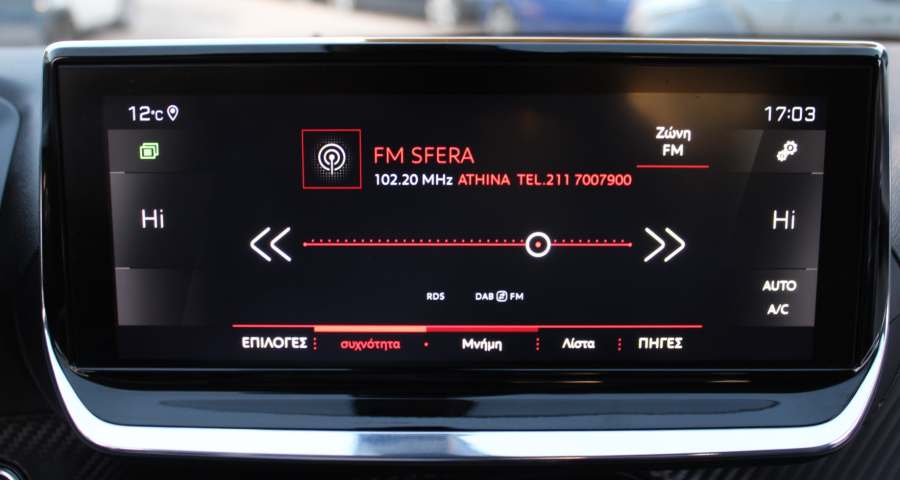 12°C
17:03
Ζώνη
FM
FM SFERA
102.20 MHz ATHINA TEL.211 7007900
Hi
Hi
RDS
DAB FM
AUTO
A/C
ΕΠΙΛΟΓΕΣ
συχνότητα
Μνήμη
Λίστα
ΠΗΓΕΣ